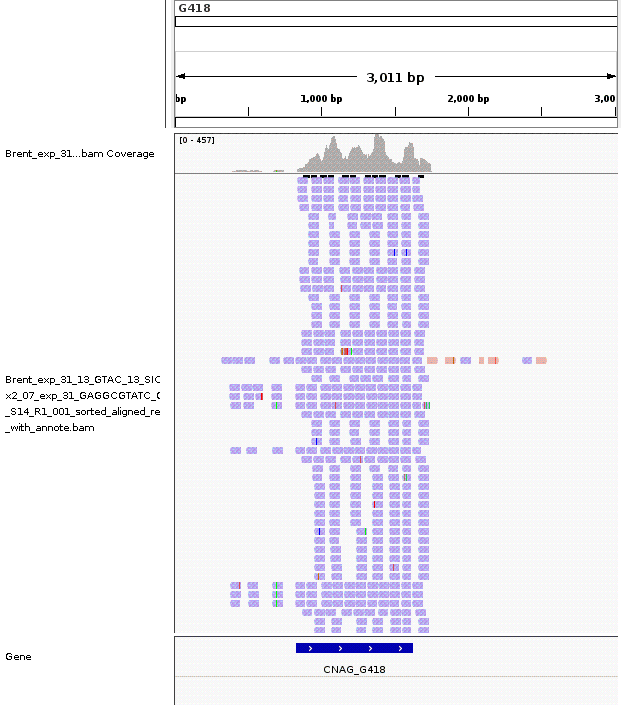 G418
3,011 bp
bp 1,000 bp 2,000 bp 3,00
[0 - 457]
Brent_exp_31...bam Coverage
Brent_exp_31_13_GTAC_13_SIC
x2_07_exp_31_GAGGCGTATC_(
_S14_R1_001_sorted_aligned_re
_with_annote.bam
Gene
CNAG_G418